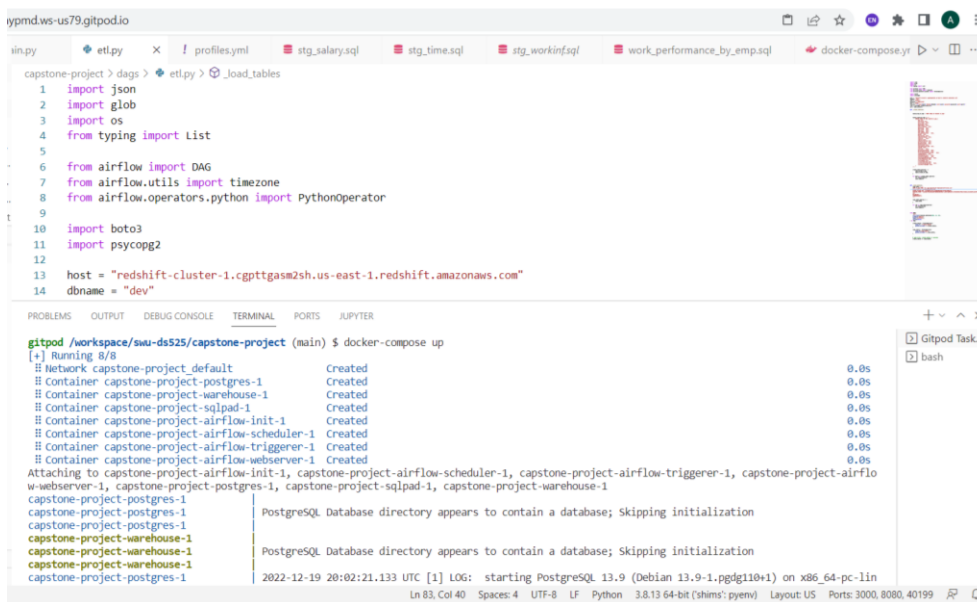 ypmd.ws-us79.gitpod.io
ain.py etl.py profiles.yml stg_salary.sql stg_time.sql stg_workinf.sql work_performance_by_emp.sql docker-compose.yr
capstone-project > dags > etl.py > _load_tables
1 import json
2 import glob
3 import os
4 from typing import List
5
6 from airflow import DAG
7 from airflow.utils import timezone
8 from airflow.operators.python import PythonOperator
9
10 import boto3
11 import psycopg2
12
13 host = "redshift-cluster-1.cgpttgasm2sh.us-east-1.redshift.amazonaws.com"
14 dbname = "dev"
PROBLEMS OUTPUT DEBUG CONSOLE TERMINAL PORTS JUPYTER
gitpod /workspace/swu-ds525/capstone-project (main) $ docker-compose up
[+] Running 8/8
Network capstone-project_default Created 0.0s
Container capstone-project-postgres-1 Created 0.0s
Container capstone-project-warehouse-1 Created 0.0s
Container capstone-project-sqlpad-1 Created 0.0s
Container capstone-project-airflow-init-1 Created 0.0s
Container capstone-project-airflow-scheduler-1 Created 0.0s
Container capstone-project-airflow-triggerer-1 Created 0.0s
Container capstone-project-airflow-webserver-1 Created 0.0s
Attaching to capstone-project-airflow-init-1, capstone-project-airflow-scheduler-1, capstone-project-airflow-triggerer-1, capstone-project-airflo
w-webserver-1, capstone-project-postgres-1, capstone-project-sqlpad-1, capstone-project-warehouse-1
capstone-project-postgres-1 |
capstone-project-postgres-1 | PostgreSQL Database directory appears to contain a database; Skipping initialization
capstone-project-postgres-1 |
capstone-project-warehouse-1 |
capstone-project-warehouse-1 | PostgreSQL Database directory appears to contain a database; Skipping initialization
capstone-project-warehouse-1 |
capstone-project-postgres-1 | 2022-12-19 20:02:21.133 UTC [1] LOG: starting PostgreSQL 13.9 (Debian 13.9-1.pgdg110+1) on x86_64-pc-lin
Gitpod Task
bash
Ln 83, Col 40 Spaces: 4 UTF-8 LF Python 3.8.13 64-bit ('shims': pyenv) Layout: US Ports: 3000, 8080, 40199